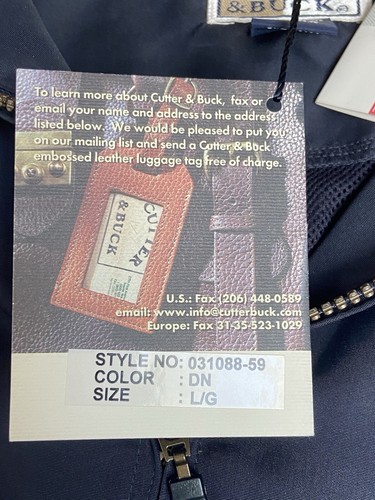 & BUCK®
To learn more about Cutter & Buck, fax or
email your name and address to the address
listed below. We would be pleased to put you
on our mailing list and send a Cutter & Buck
embossed leather luggage tag free of charge.
CUTTER
& BUCK
U.S.: Fax (206) 448-0589
email: www.info@cutterbuck.com
Europe: Fax 31-35-523-1029
STYLE NO: 031088-59
COLOR : DN
SIZE : L/G